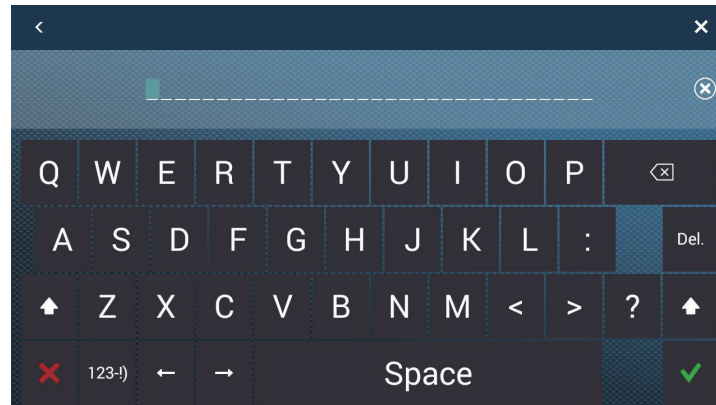 Q W E R T Y U I O P
A S D F G H J K L : Del.
Z X C V B N M < > ?
123-!) ← → Space